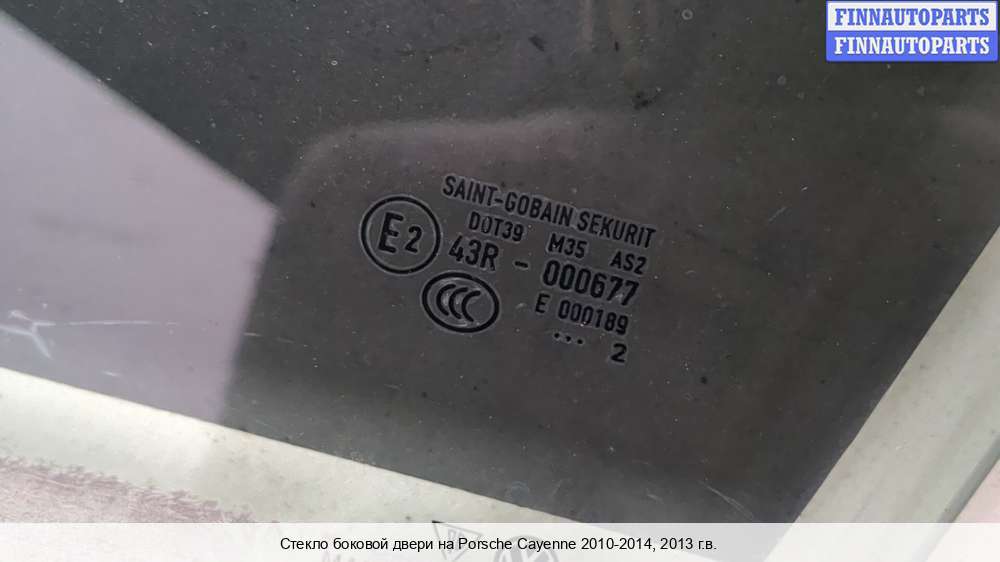 FINNAUTOPARTS
FINNAUTOPARTS
SAINT-GOBAIN SEKURIT
DOT39 M35 AS2
E2 43R - 000677
CCC E 000189
... 2
Стекло боковой двери на Porsche Cayenne 2010-2014, 2013 г.в.